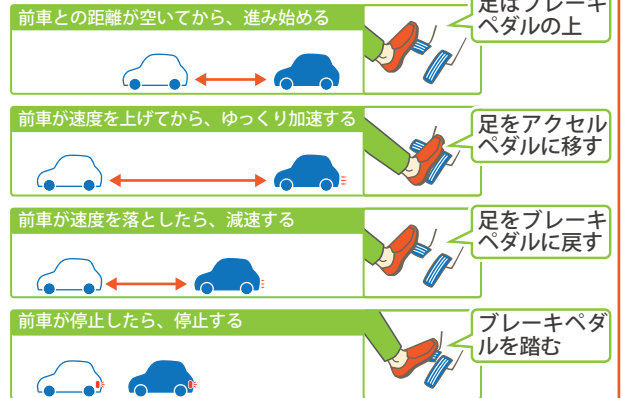 前車との距離が空いてから、進み始める
足はブレーキ
ペダルの上
前車が速度を上げてから、ゆっくり加速する
足をアクセル
ペダルに移す
前車が速度を落としたら、減速する
足をブレーキ
ペダルに戻す
前車が停止したら、停止する
ブレーキペダ
ルを踏む